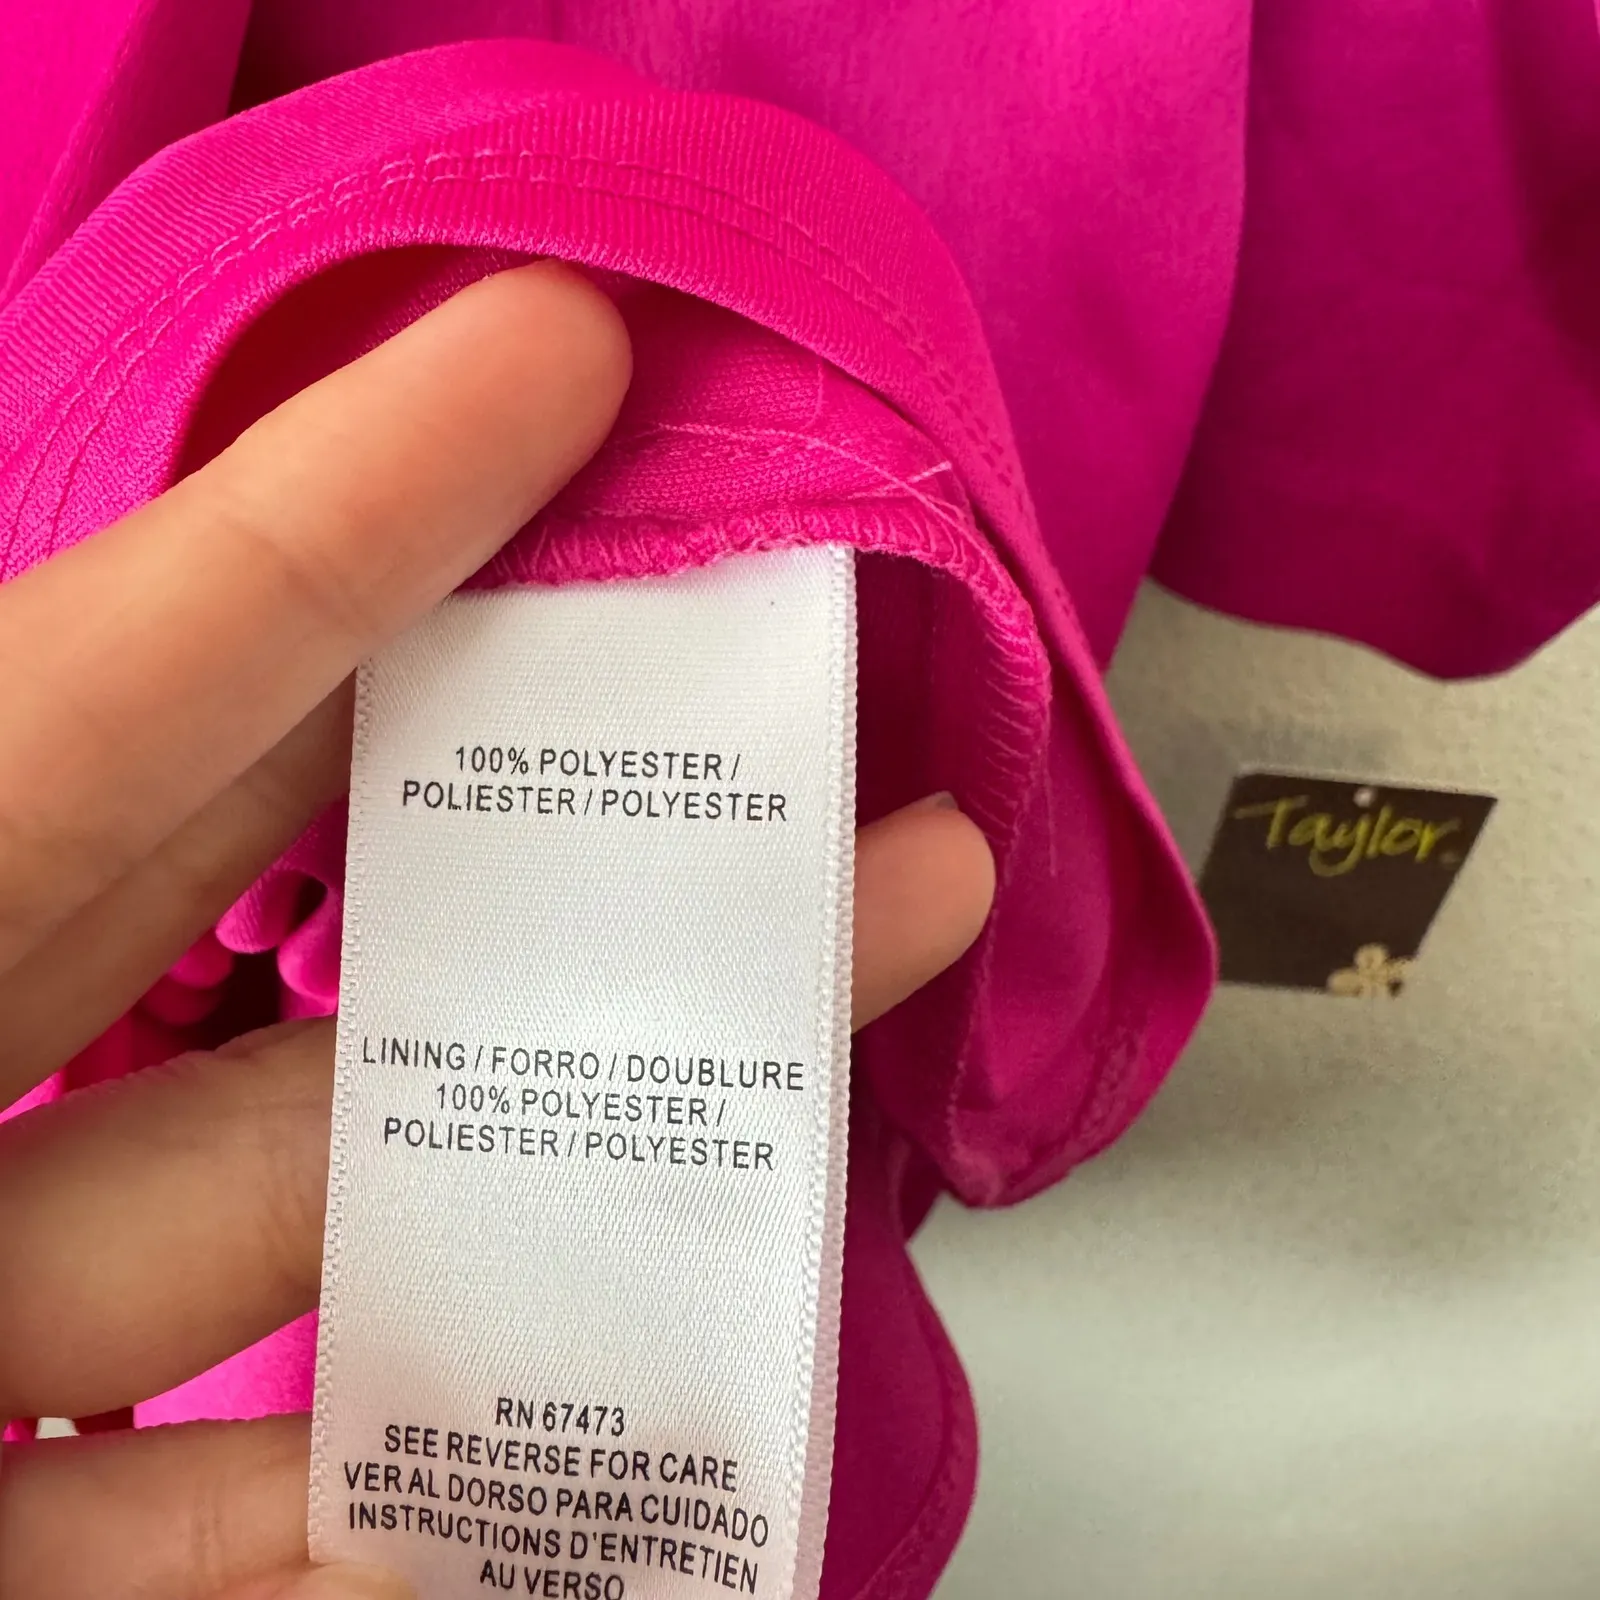 100% POLYESTER /
POLIESTER / POLYESTER
LINING / FORRO / DOUBLURE
100% POLYESTER /
POLIESTER / POLYESTER
RN 67473
SEE REVERSE FOR CARE
VER AL DORSO PARA CUIDADO
INSTRUCTIONS D'ENTRETIEN
AU VERSO
Taylor